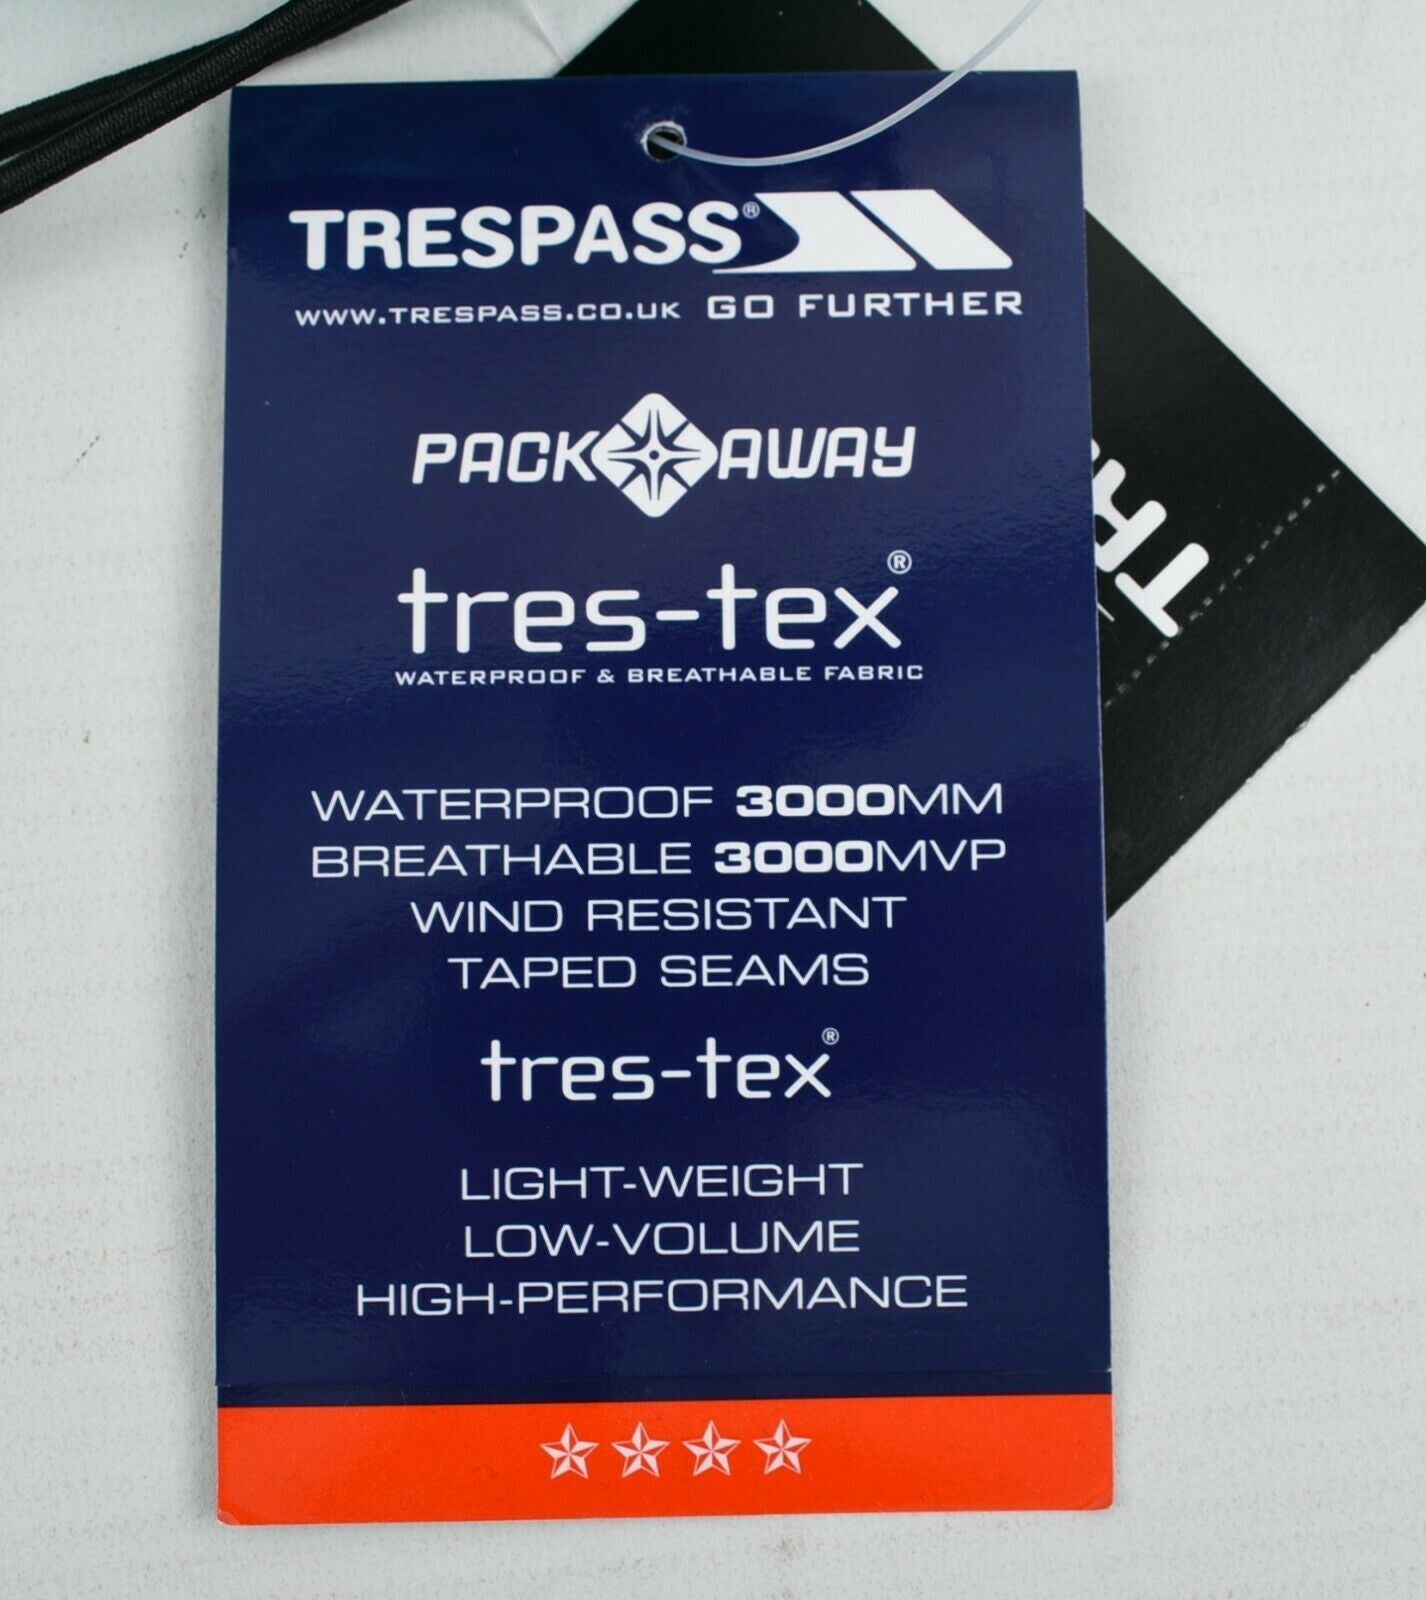 TRESPASS®
WWW.TRESPASS.CO.UK GO FURTHER
PACK AWAY
tres-tex®
WATERPROOF & BREATHABLE FABRIC
WATERPROOF 3000MM
BREATHABLE 3000MVP
WIND RESISTANT
TAPED SEAMS
tres-tex®
LIGHT-WEIGHT
LOW-VOLUME
HIGH-PERFORMANCE
TR